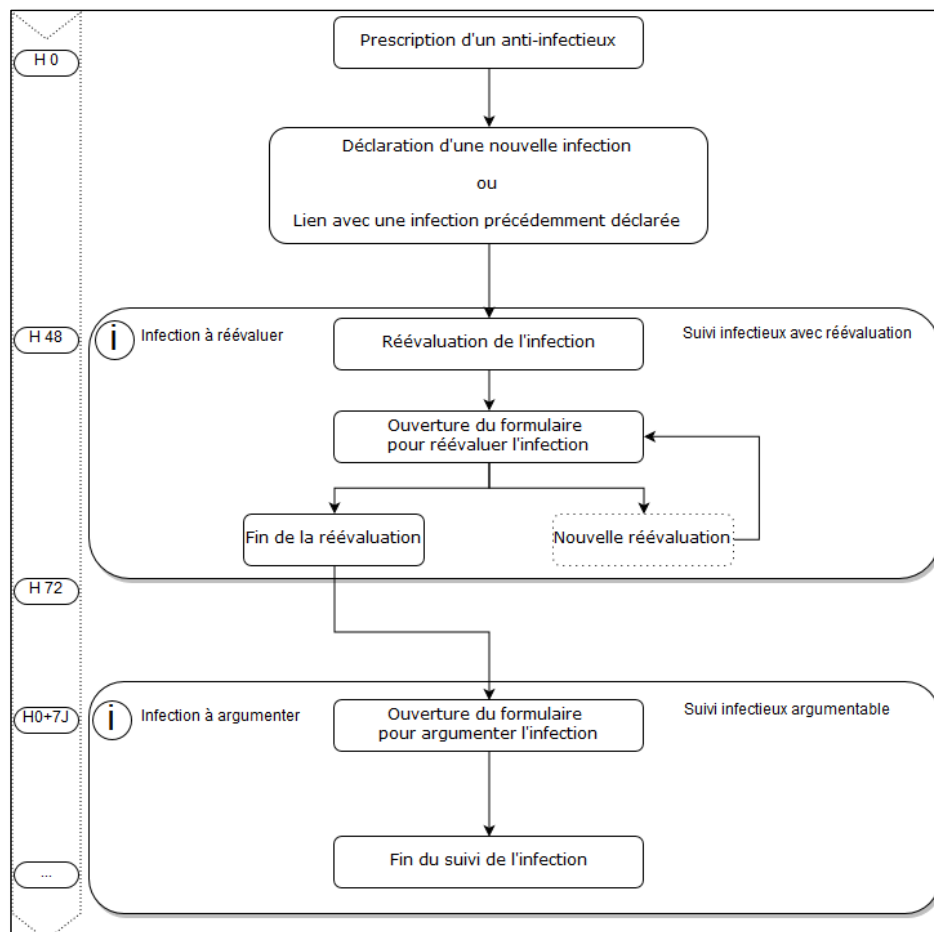 Prescription d'un anti-infectieux
H 0
Déclaration d'une nouvelle infection
ou
Lien avec une infection précédemment déclarée
H 48
i
Infection à réévaluer
Réévaluation de l'infection
Suivi infectieux avec réévaluation
Ouverture du formulaire
pour réévaluer l'infection
Fin de la réévaluation
Nouvelle réévaluation
H 72
H0+7J
i
Infection à argumenter
Ouverture du formulaire
pour argumenter l'infection
Suivi infectieux argumentable
Fin du suivi de l'infection
...